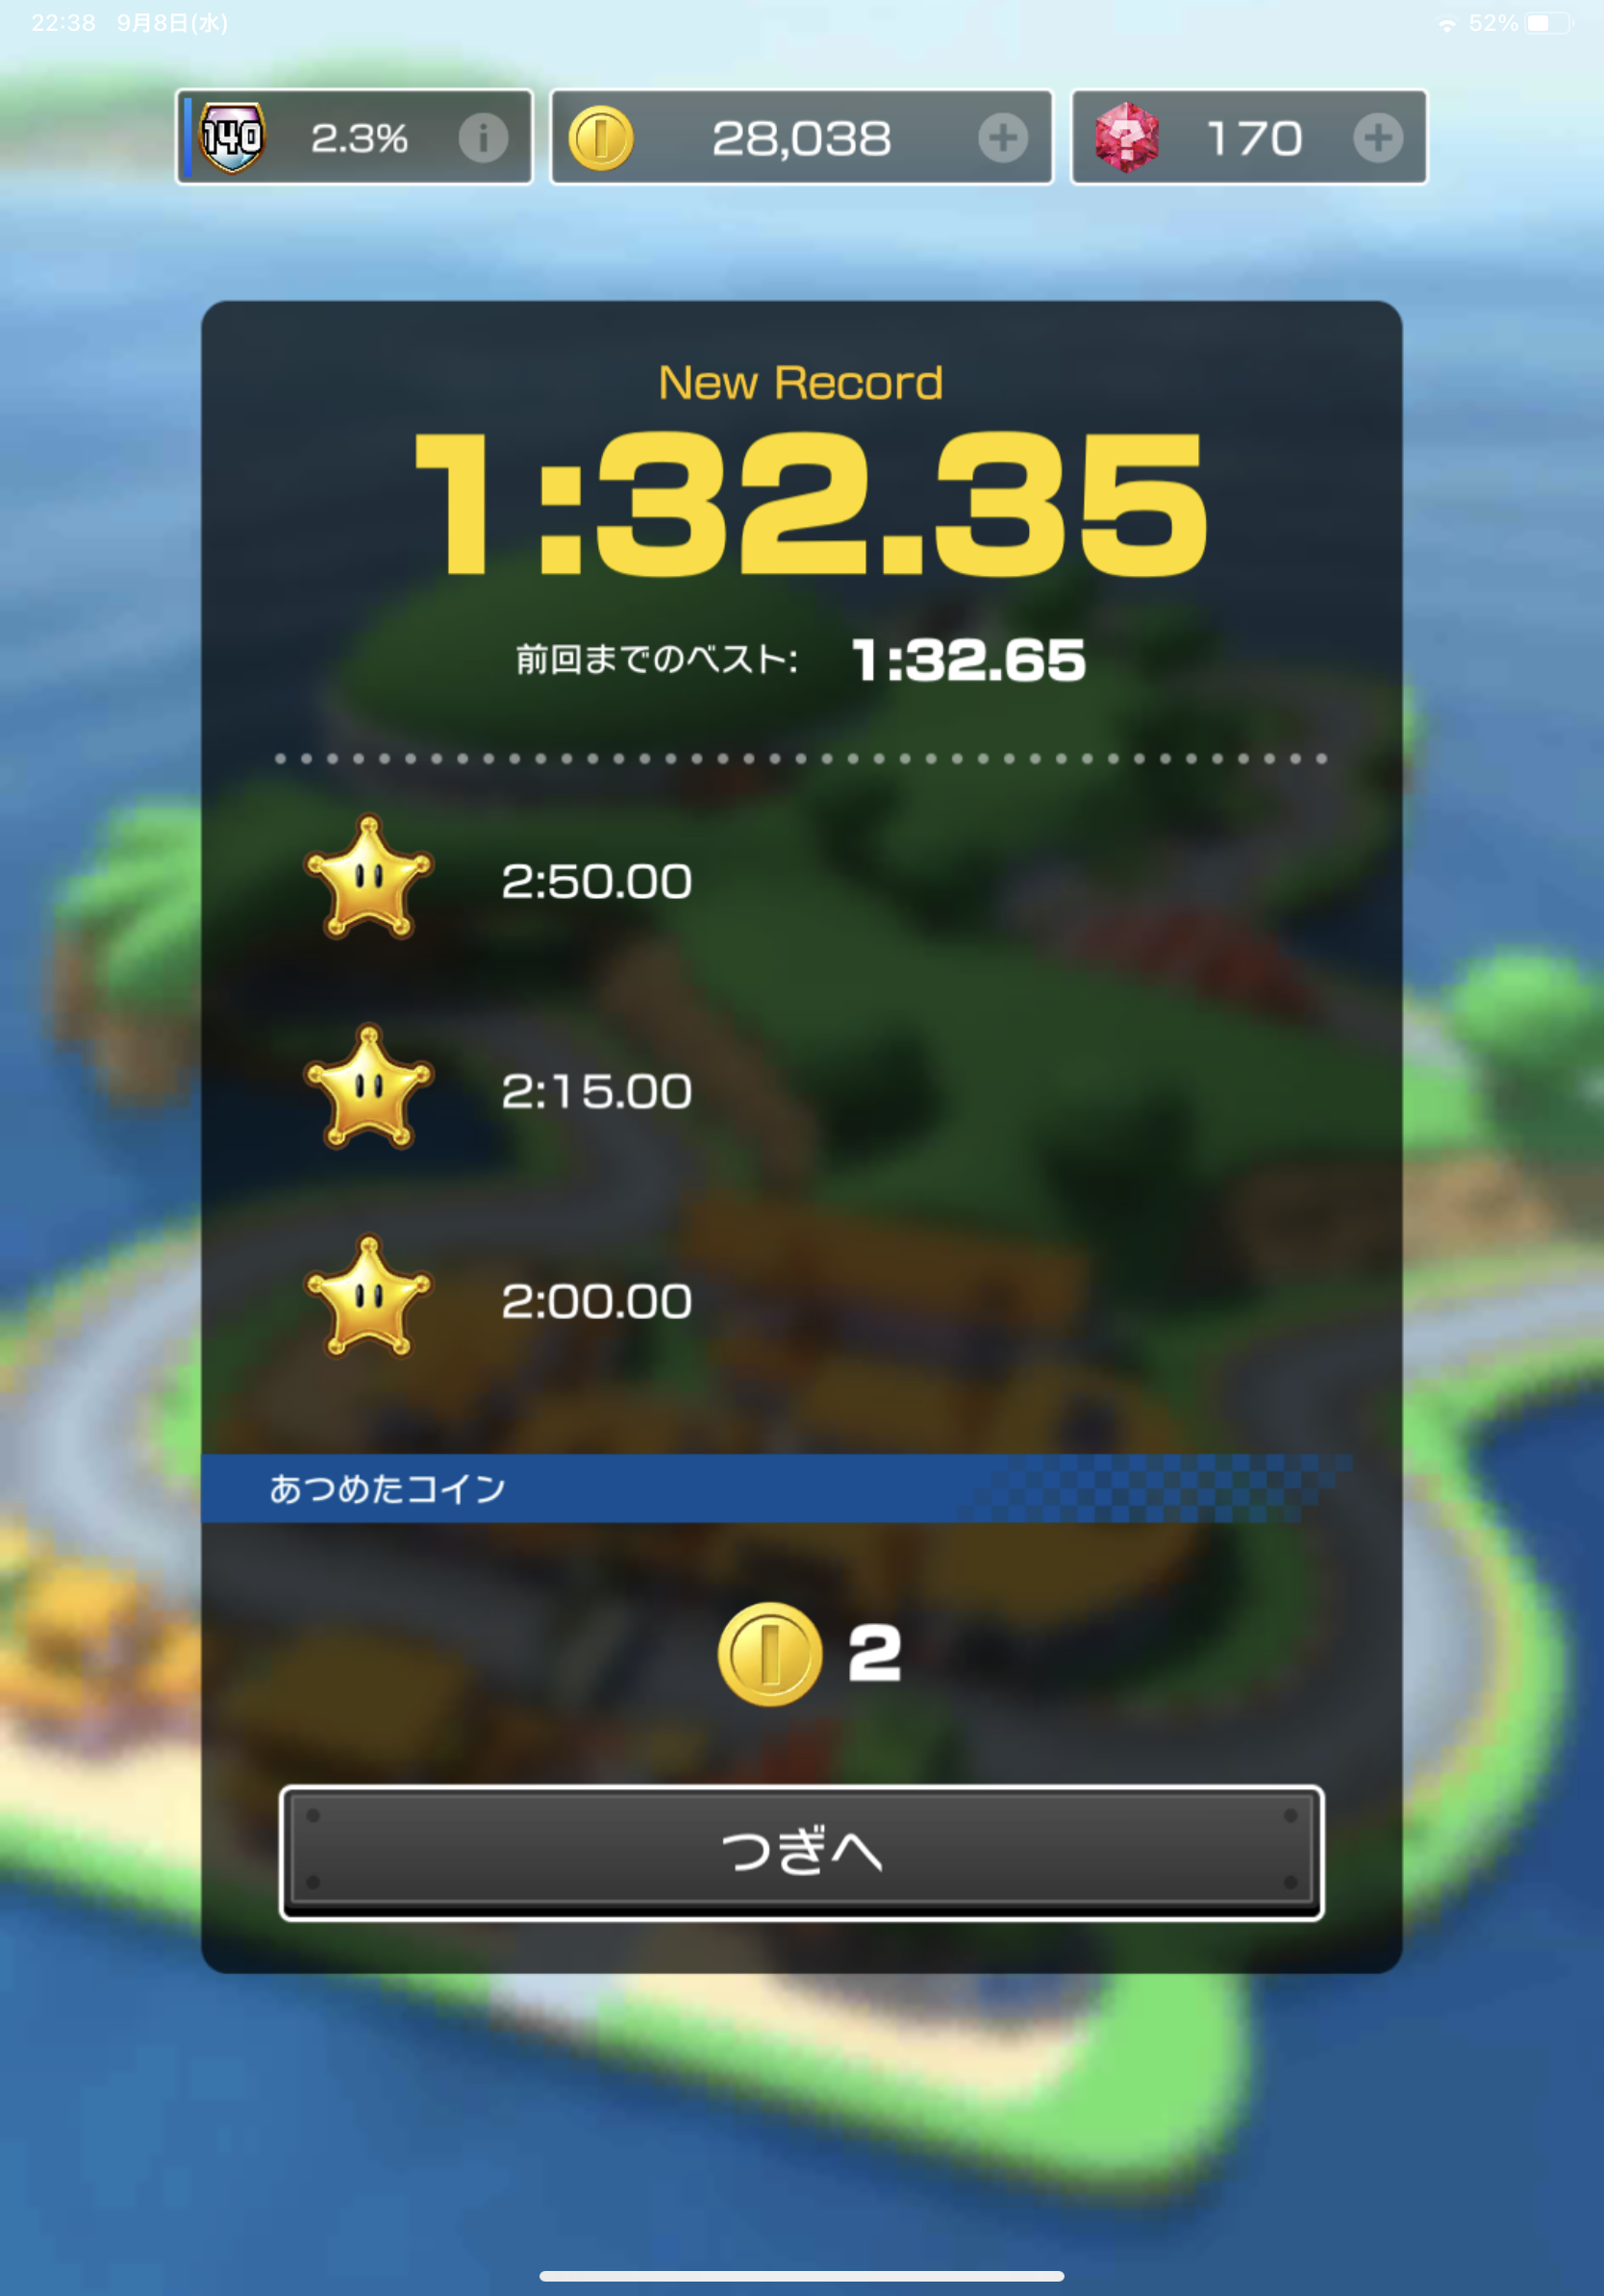 22:38 9月8日(水) 52%
140 2.3% 28,038 170
New Record
1:32.35
前回までのベスト: 1:32.65
2:50.00
2:15.00
2:00.00
あつめたコイン
2
つぎへ